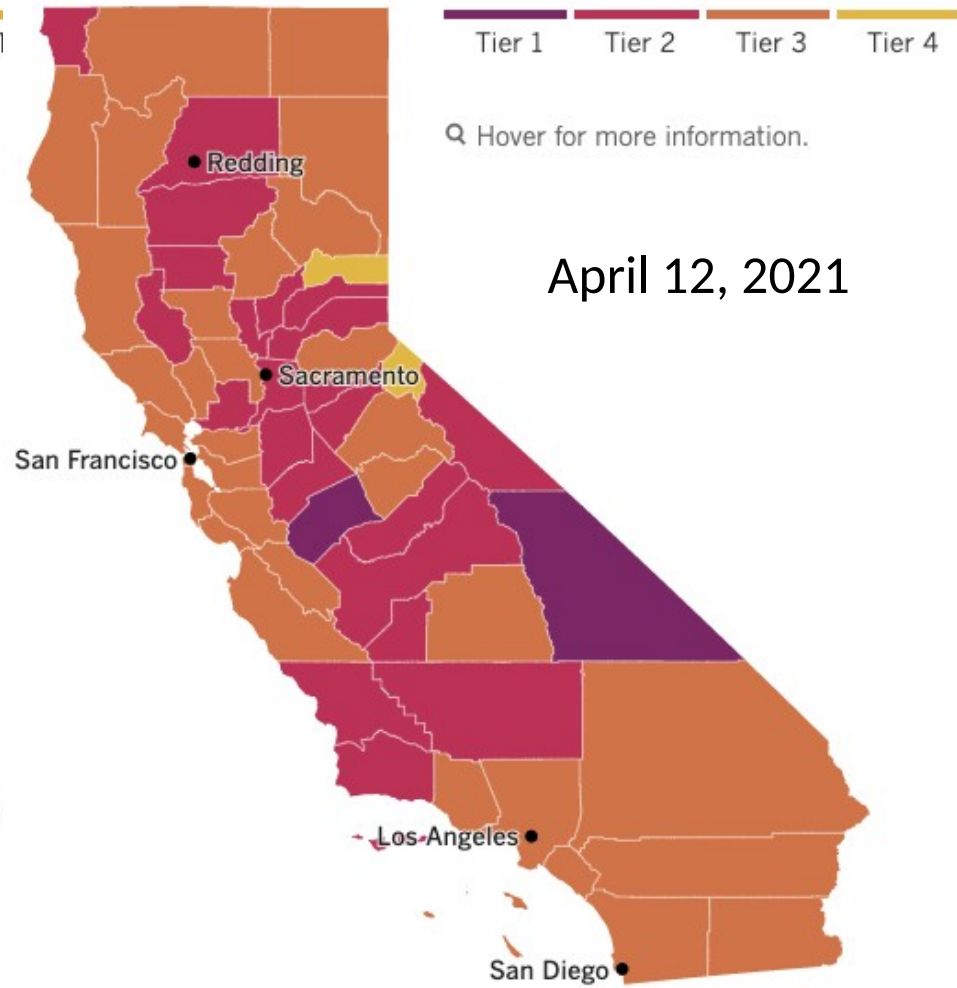 Tier 1 Tier 2 Tier 3 Tier 4
Hover for more information.
Redding
April 12, 2021
Sacramento
San Francisco
Los Angeles
San Diego